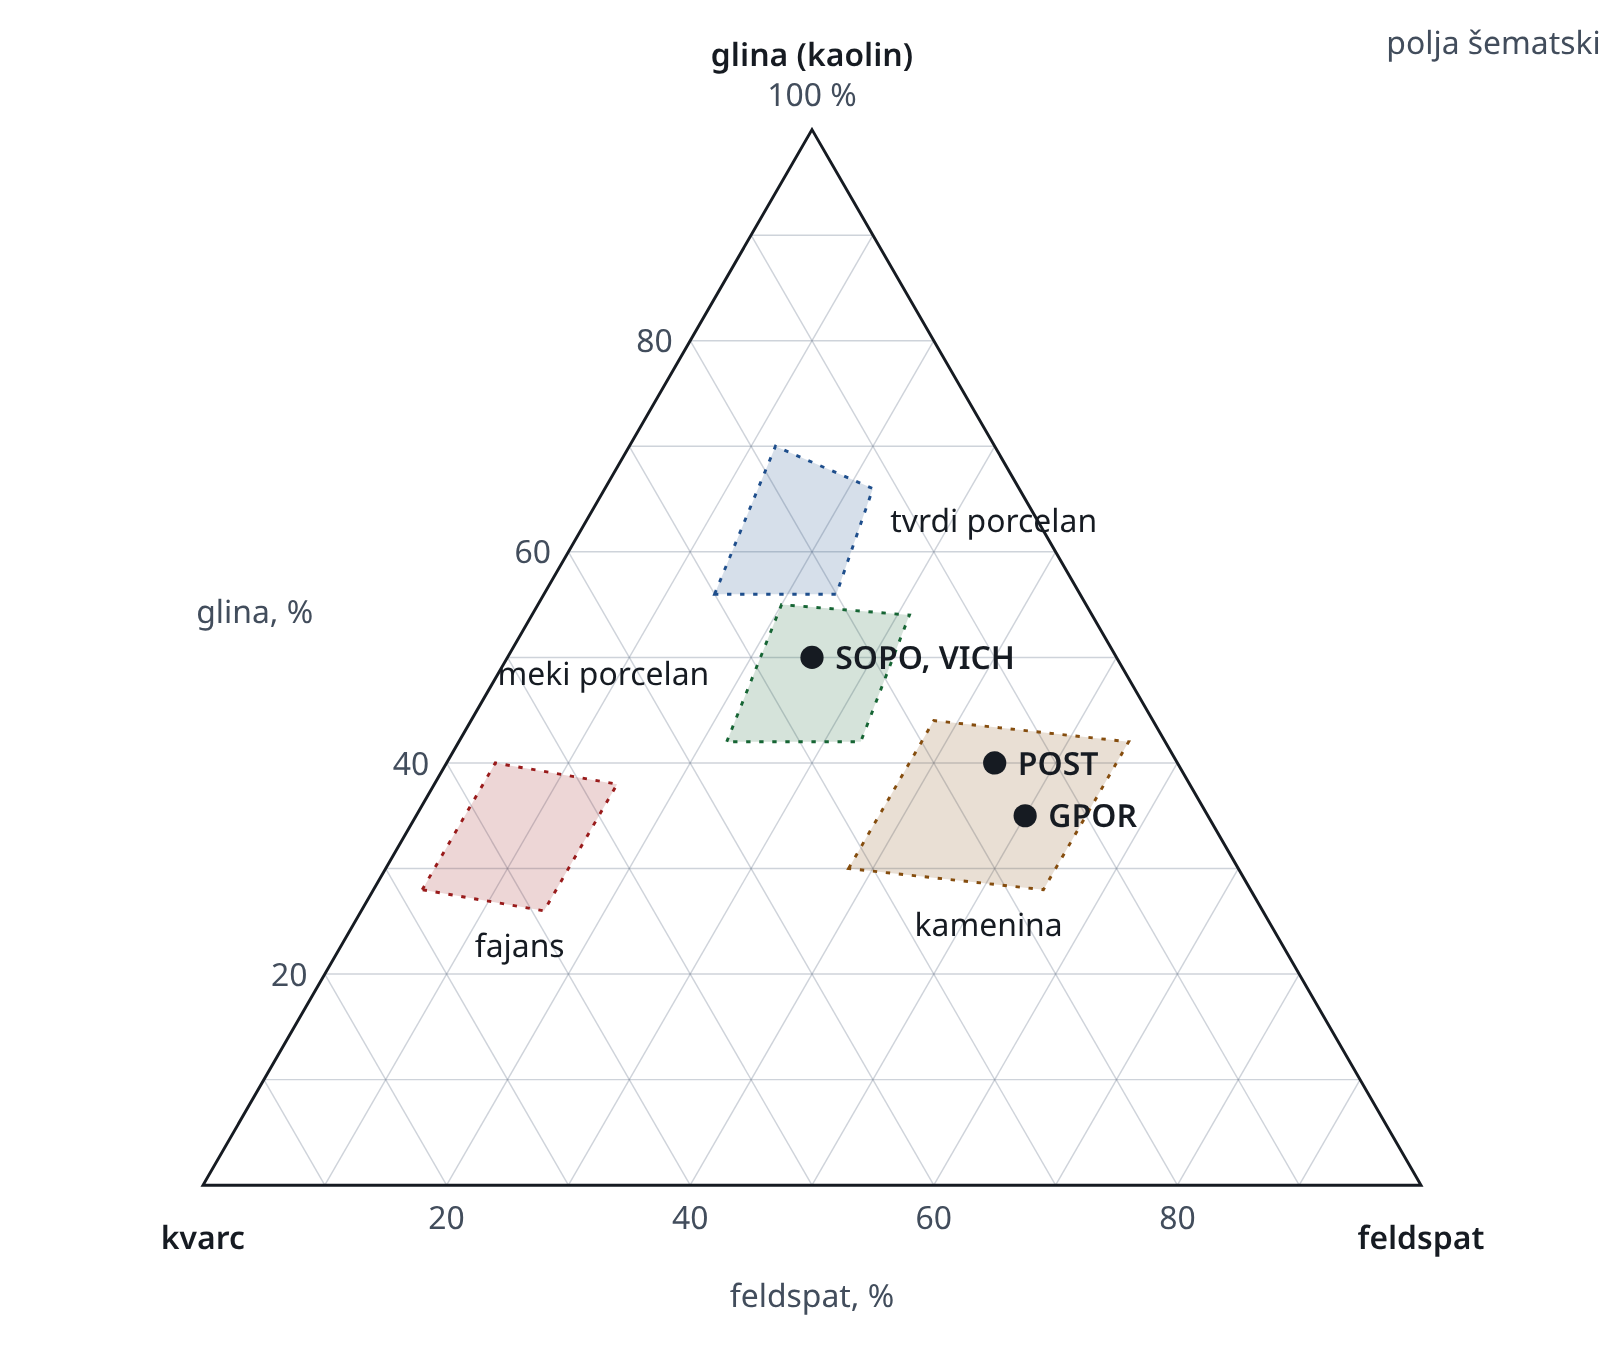 polja šematski
glina (kaolin)
100 %
80
tvrdi porcelan
60
glina, %
SOPO, VICH
meki porcelan
40
POST
GPOR
kamenina
fajans
20
20 40 60 80
kvarc feldspat
feldspat, %